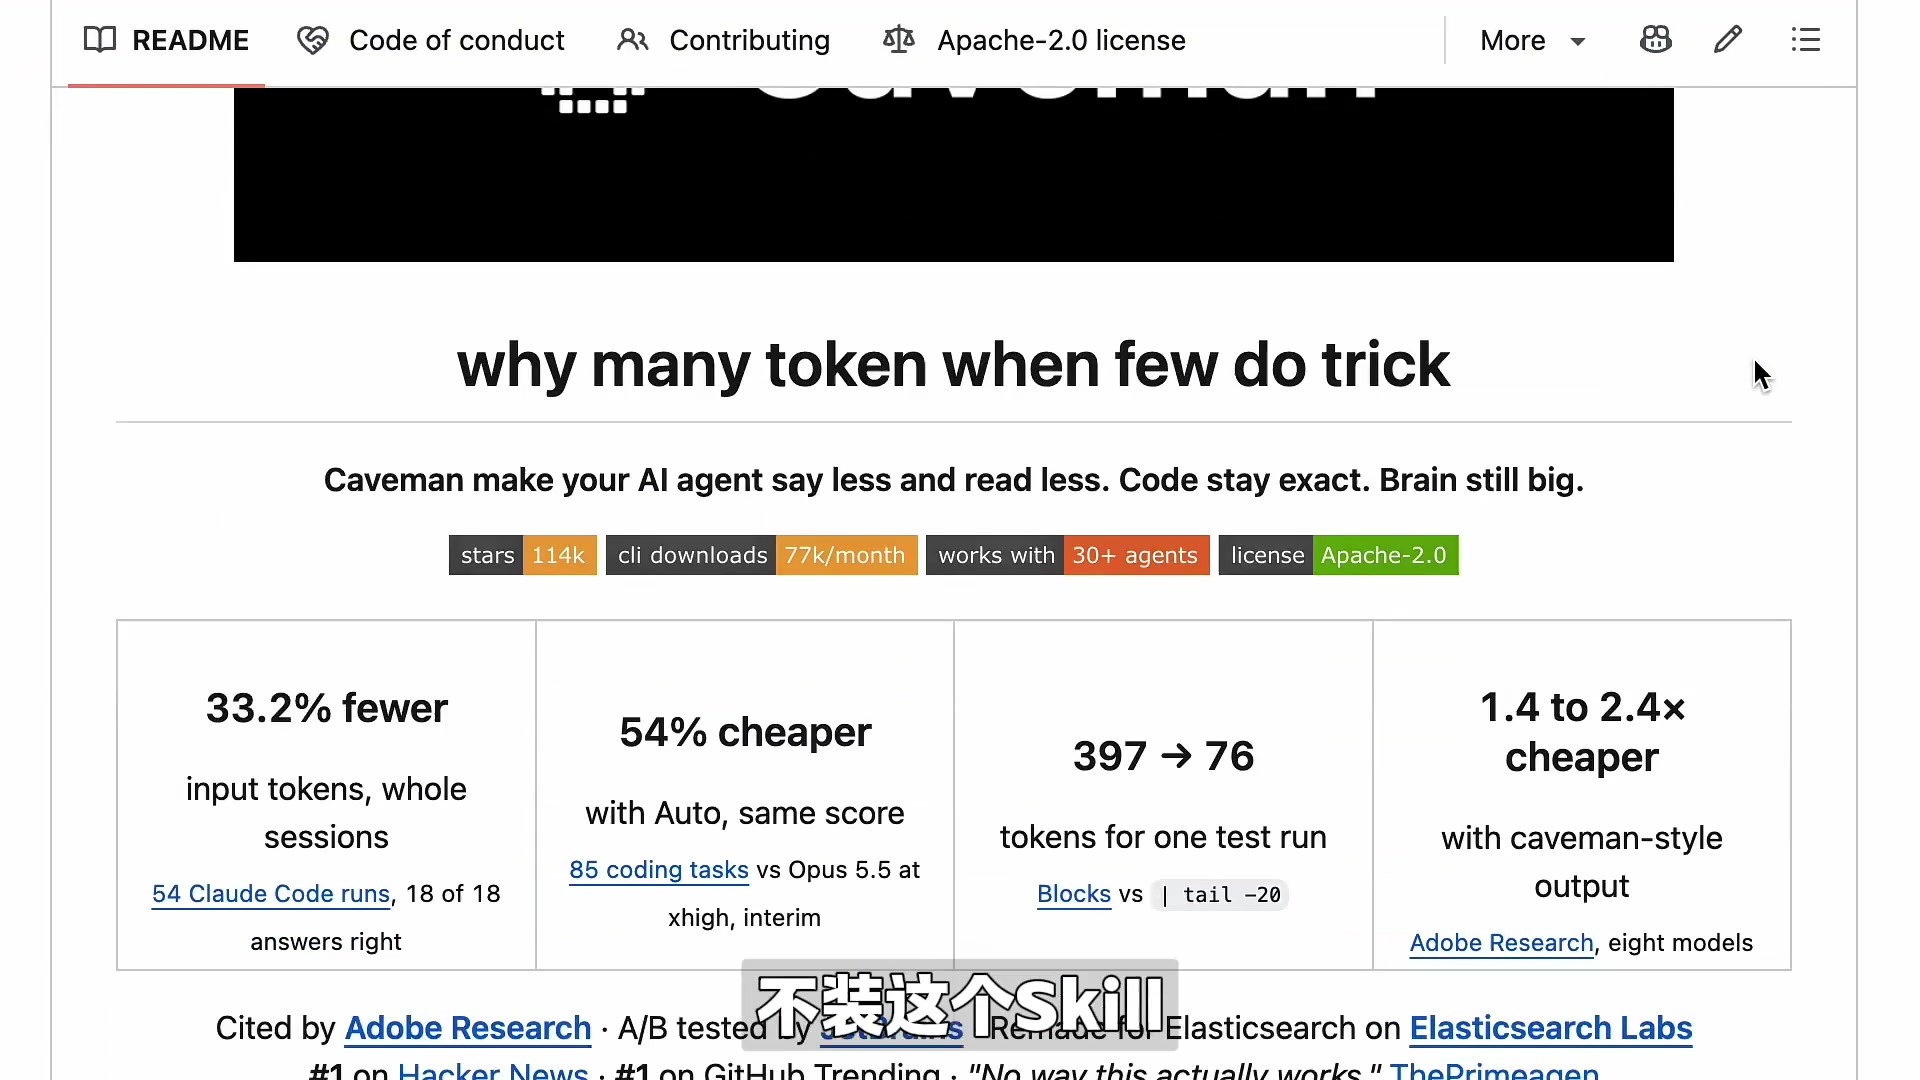 README
Code of conduct
Contributing
Apache-2.0 license
More
why many token when few do trick
Caveman make your AI agent say less and read less. Code stay exact. Brain still big.
stars 114k
cli downloads 77k/month
works with 30+ agents
license Apache-2.0
33.2% fewer
input tokens, whole
sessions
54 Claude Code runs, 18 of 18
answers right
54% cheaper
with Auto, same score
85 coding tasks vs Opus 5.5 at
xhigh, interim
397 → 76
tokens for one test run
Blocks vs | tail -20
1.4 to 2.4×
cheaper
with caveman-style
output
Adobe Research, eight models
不装这个Skill
Cited by Adobe Research · A/B tested by for Elasticsearch on Elasticsearch Labs
#1 on Hacker News · #1 on GitHub Trending · "No way this actually works." ThePrimeagen